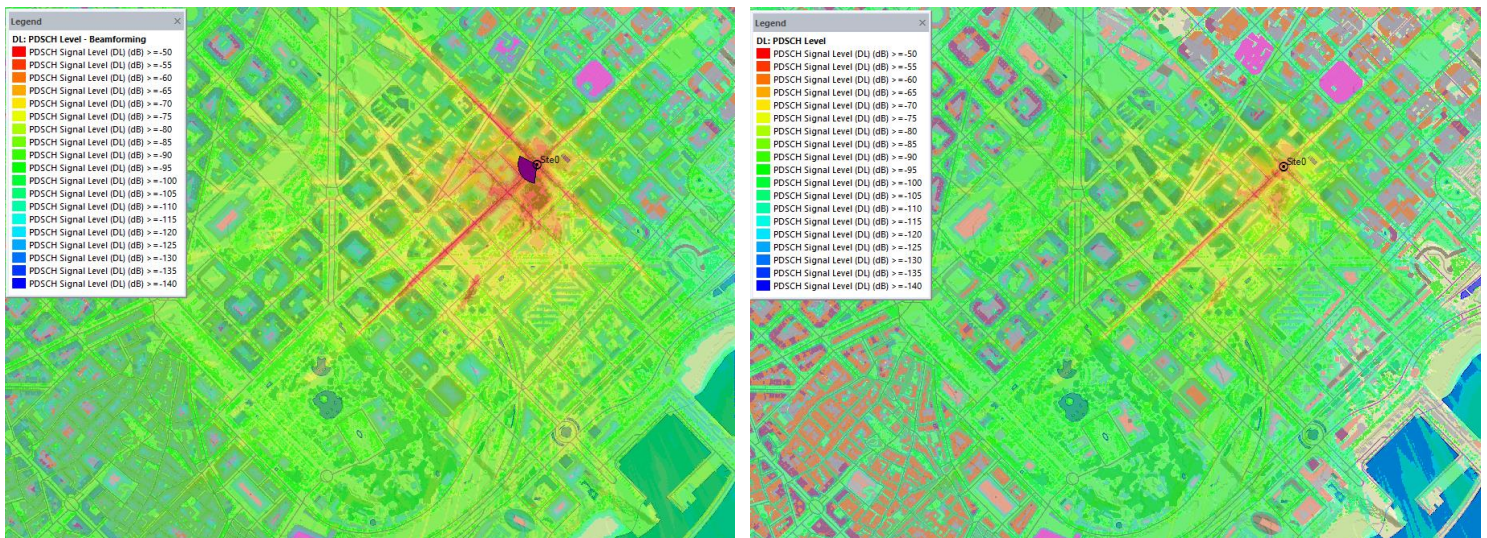 Legend
DL: PDSCH Level - Beamforming
PDSCH Signal Level (DL) (dB) >=-50
PDSCH Signal Level (DL) (dB) >=-55
PDSCH Signal Level (DL) (dB) >=-60
PDSCH Signal Level (DL) (dB) >=-65
PDSCH Signal Level (DL) (dB) >=-70
PDSCH Signal Level (DL) (dB) >=-75
PDSCH Signal Level (DL) (dB) >=-80
PDSCH Signal Level (DL) (dB) >=-85
PDSCH Signal Level (DL) (dB) >=-90
PDSCH Signal Level (DL) (dB) >=-95
PDSCH Signal Level (DL) (dB) >=-100
PDSCH Signal Level (DL) (dB) >=-105
PDSCH Signal Level (DL) (dB) >=-110
PDSCH Signal Level (DL) (dB) >=-115
PDSCH Signal Level (DL) (dB) >=-120
PDSCH Signal Level (DL) (dB) >=-125
PDSCH Signal Level (DL) (dB) >=-130
PDSCH Signal Level (DL) (dB) >=-135
PDSCH Signal Level (DL) (dB) >=-140
Site0
Legend
DL: PDSCH Level
PDSCH Signal Level (DL) (dB) >=-50
PDSCH Signal Level (DL) (dB) >=-55
PDSCH Signal Level (DL) (dB) >=-60
PDSCH Signal Level (DL) (dB) >=-65
PDSCH Signal Level (DL) (dB) >=-70
PDSCH Signal Level (DL) (dB) >=-75
PDSCH Signal Level (DL) (dB) >=-80
PDSCH Signal Level (DL) (dB) >=-85
PDSCH Signal Level (DL) (dB) >=-90
PDSCH Signal Level (DL) (dB) >=-95
PDSCH Signal Level (DL) (dB) >=-100
PDSCH Signal Level (DL) (dB) >=-105
PDSCH Signal Level (DL) (dB) >=-110
PDSCH Signal Level (DL) (dB) >=-115
PDSCH Signal Level (DL) (dB) >=-120
PDSCH Signal Level (DL) (dB) >=-125
PDSCH Signal Level (DL) (dB) >=-130
PDSCH Signal Level (DL) (dB) >=-135
PDSCH Signal Level (DL) (dB) >=-140
Site0